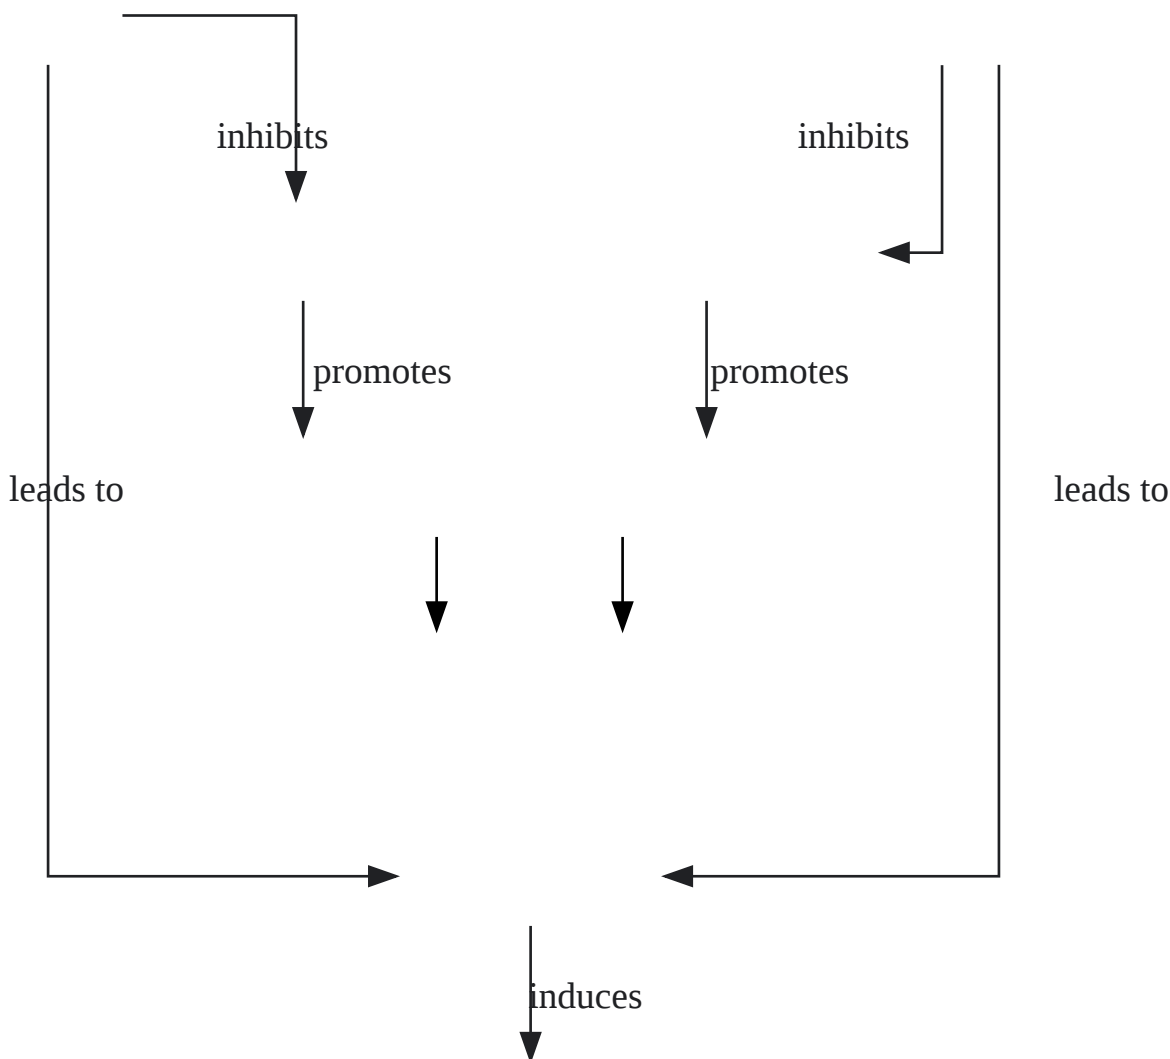 inhibits
inhibits
promotes
promotes
leads to
leads to
induces